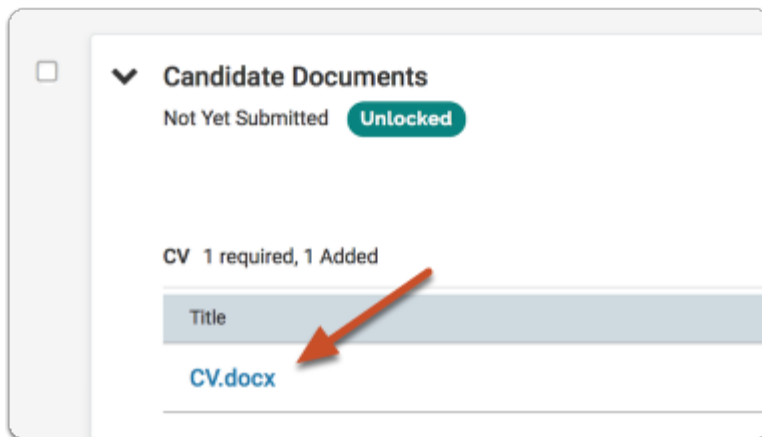 Candidate Documents
Not Yet Submitted Unlocked
CV 1 required, 1 Added
Title
CV.docx